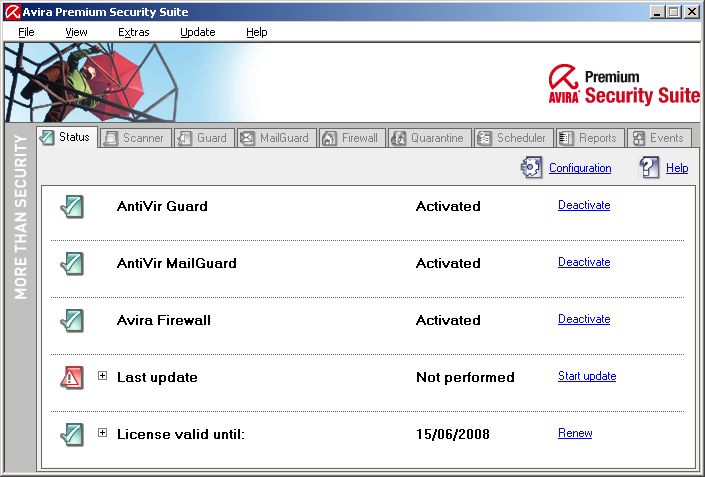 Avira Premium Security Suite
File View Extras Update Help
AVIRA Premium Security Suite
MORE THAN SECURITY
Status Scanner Guard MailGuard Firewall Quarantine Scheduler Reports Events
Configuration Help
AntiVir Guard Activated Deactivate
AntiVir MailGuard Activated Deactivate
Avira Firewall Activated Deactivate
Last update Not performed Start update
License valid until: 15/06/2008 Renew